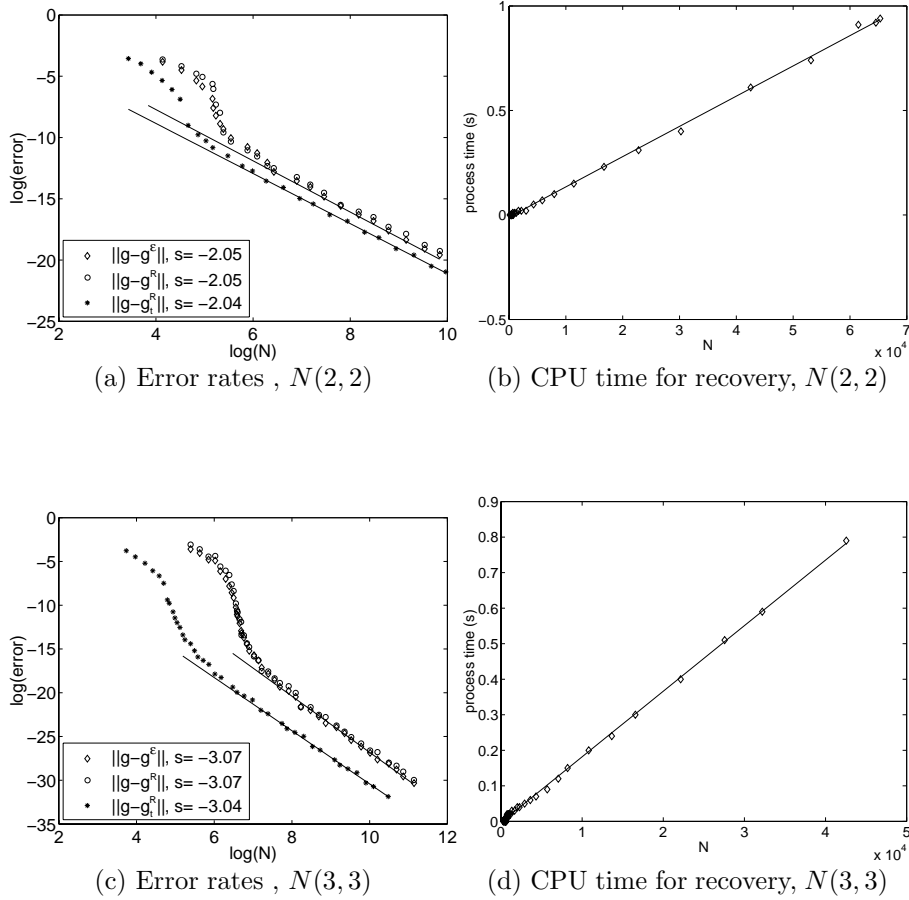 0
−5
−10
−15
−20
−25
log(error)
||g−g^ε||, s= −2.05
||g−g^R||, s= −2.05
||g−g_t^R||, s= −2.04
2 4 6 8 10
log(N)
(a) Error rates , N(2, 2)
1
0.5
0
−0.5
process time (s)
0 1 2 3 4 5 6 7
N
x 10^4
(b) CPU time for recovery, N(2, 2)
0
−5
−10
−15
−20
−25
−30
−35
log(error)
||g−g^ε||, s= −3.07
||g−g^R||, s= −3.07
||g−g_t^R||, s= −3.04
2 4 6 8 10 12
log(N)
(c) Error rates , N(3, 3)
0.9
0.8
0.7
0.6
0.5
0.4
0.3
0.2
0.1
0
process time (s)
0 1 2 3 4 5
N
x 10^4
(d) CPU time for recovery, N(3, 3)